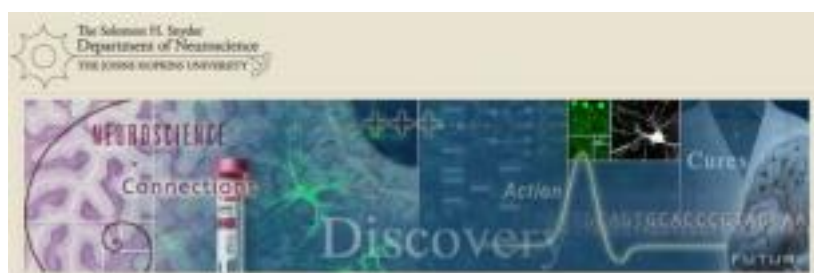 The Solomon H. Snyder
Department of Neuroscience
THE JOHNS HOPKINS UNIVERSITY
NEUROSCIENCE
Connections
Action
Cures
Discovery
FUTURE